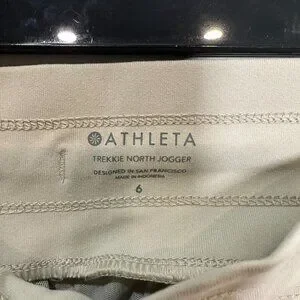 ATHLETA
TREKKIE NORTH JOGGER
DESIGNED IN SAN FRANCISCO
MADE IN INDONESIA
6